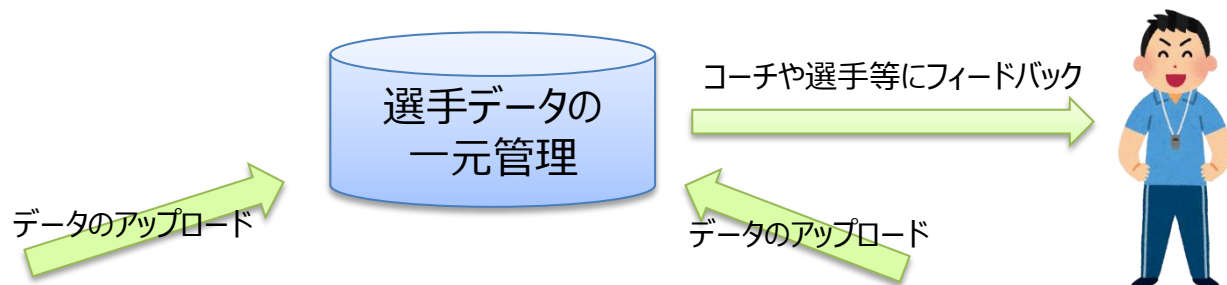 選手データの
一元管理
コーチや選手等にフィードバック
データのアップロード
データのアップロード